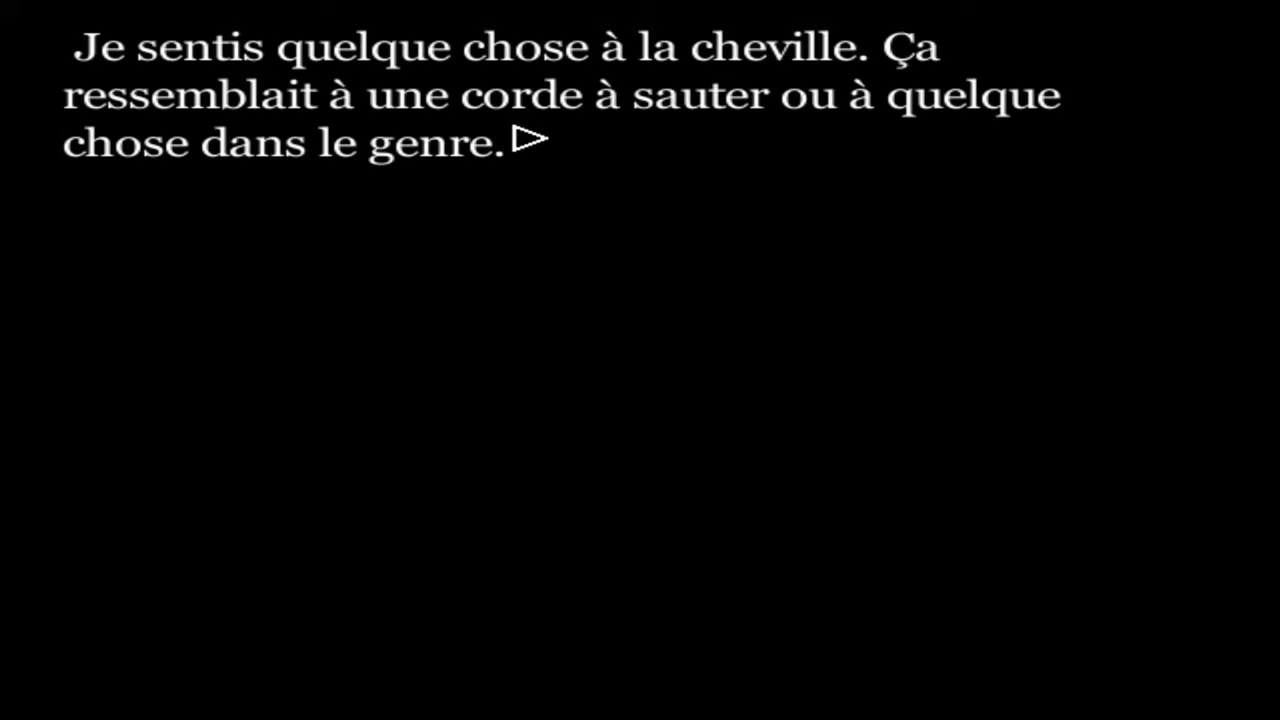 Je sentis quelque chose à la cheville. Ça
ressemblait à une corde à sauter ou à quelque
chose dans le genre.